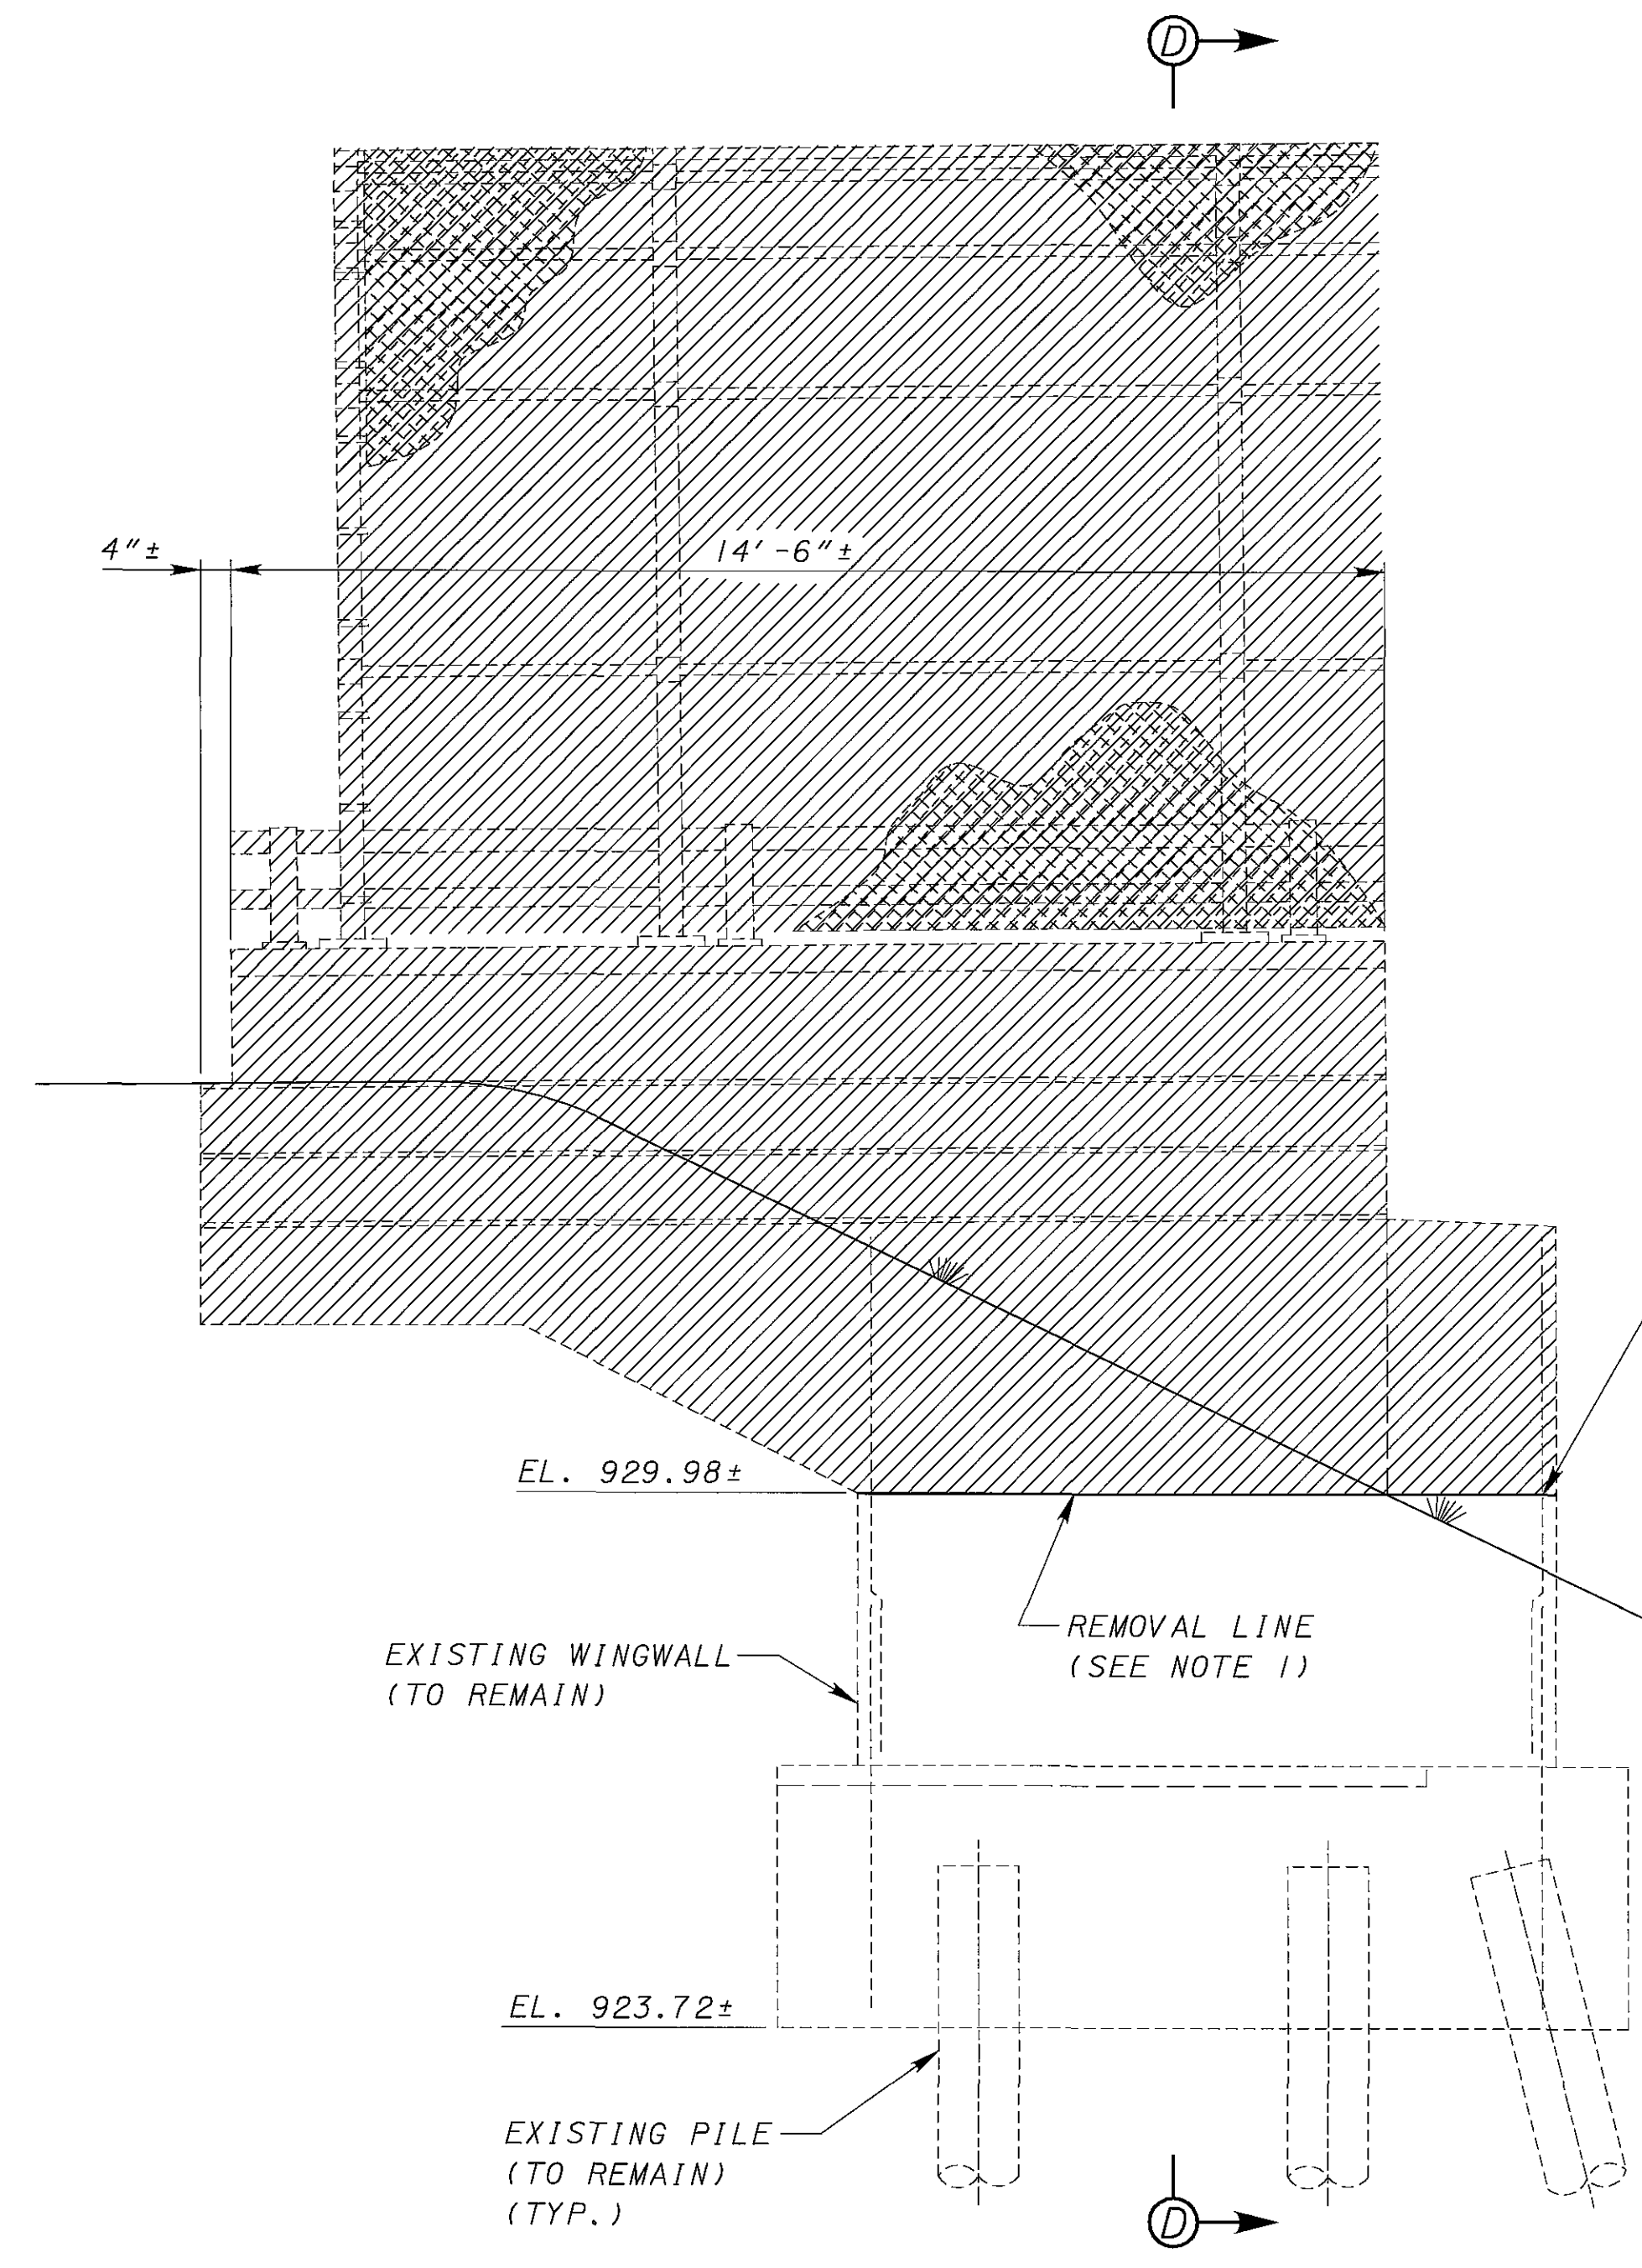 D
4"±
14'-6"±
EL. 929.98±
REMOVAL LINE
(SEE NOTE 1)
EXISTING WINGWALL
(TO REMAIN)
EL. 923.72±
EXISTING PILE
(TO REMAIN)
(TYP.)
D